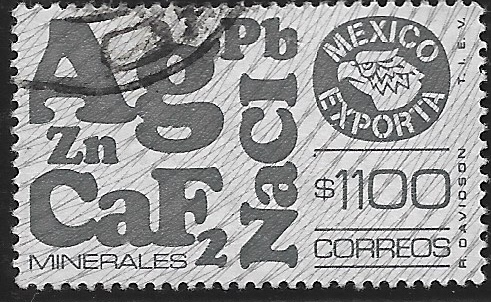 Ag
Pb
Zn
CaF2
NaCl
MINERALES
MEXICO
EXPORTA
$1100
CORREOS
R DAVIDSON T.I.E.V.